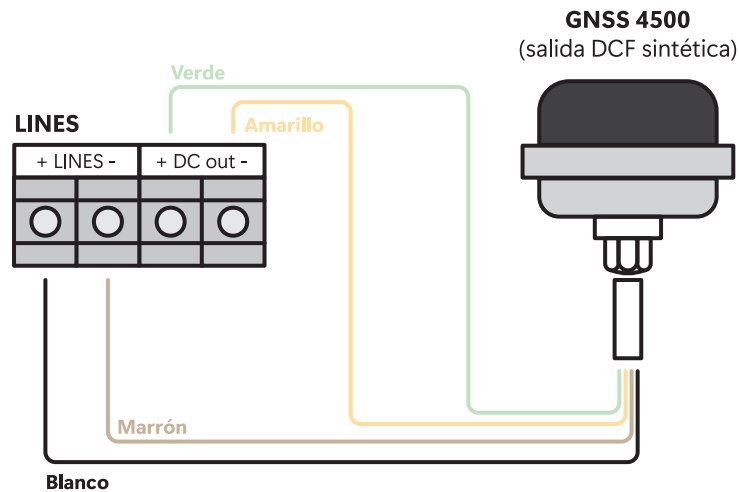 GNSS 4500
(salida DCF sintética)
Verde
Amarillo
LINES
+ LINES -
+ DC out -
Marrón
Blanco